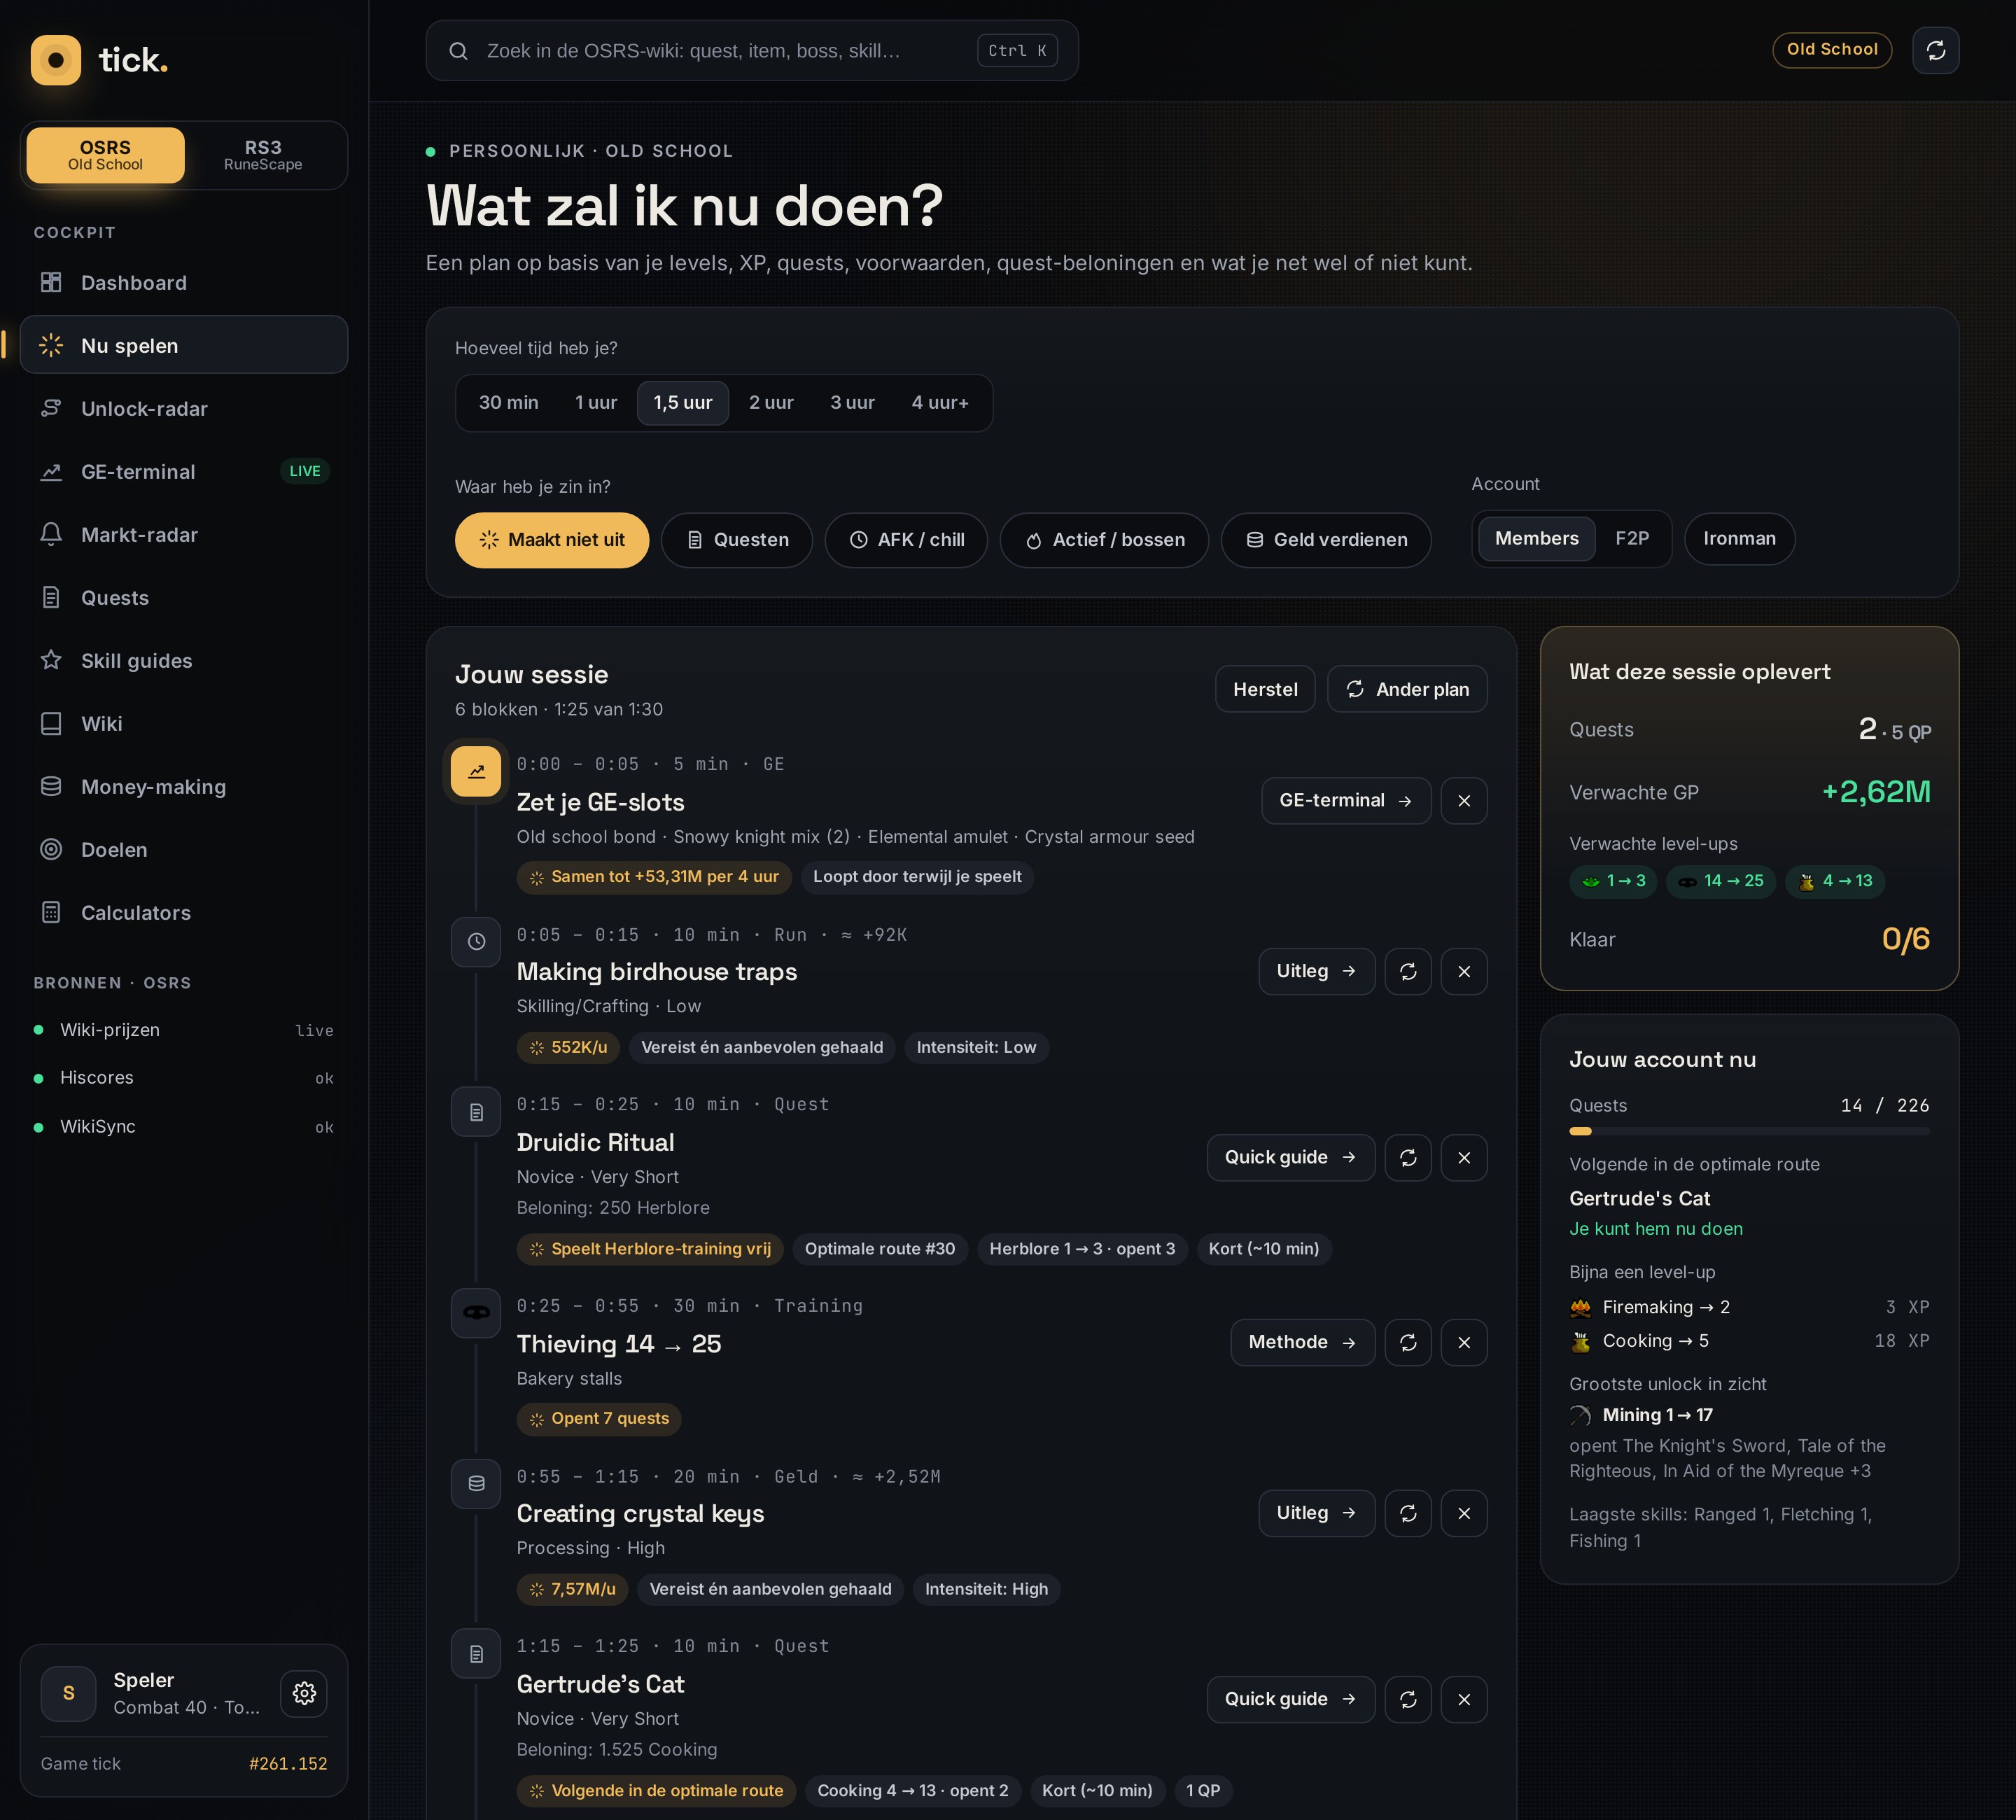 tick.
OSRS
Old School
RS3
RuneScape
COCKPIT
Dashboard
Nu spelen
Unlock-radar
GE-terminal
LIVE
Markt-radar
Quests
Skill guides
Wiki
Money-making
Doelen
Calculators
BRONNEN · OSRS
Wiki-prijzen live
Hiscores ok
WikiSync ok
S
Speler
Combat 40 · To...
Game tick #261.152
Zoek in de OSRS-wiki: quest, item, boss, skill...
Ctrl K
Old School
PERSOONLIJK · OLD SCHOOL
Wat zal ik nu doen?
Een plan op basis van je levels, XP, quests, voorwaarden, quest-beloningen en wat je net wel of niet kunt.
Hoeveel tijd heb je?
30 min 1 uur 1,5 uur 2 uur 3 uur 4 uur+
Waar heb je zin in?
Maakt niet uit Questen AFK / chill Actief / bossen Geld verdienen
Account
Members F2P Ironman
Jouw sessie
6 blokken · 1:25 van 1:30
Herstel Ander plan
0:00 – 0:05 · 5 min · GE
Zet je GE-slots
GE-terminal →
Old school bond · Snowy knight mix (2) · Elemental amulet · Crystal armour seed
Samen tot +53,31M per 4 uur Loopt door terwijl je speelt
0:05 – 0:15 · 10 min · Run · ≈ +92K
Making birdhouse traps
Uitleg →
Skilling/Crafting · Low
552K/u Vereist én aanbevolen gehaald Intensiteit: Low
0:15 – 0:25 · 10 min · Quest
Druidic Ritual
Quick guide →
Novice · Very Short
Beloning: 250 Herblore
Speelt Herblore-training vrij Optimale route #30 Herblore 1 → 3 · opent 3 Kort (~10 min)
0:25 – 0:55 · 30 min · Training
Thieving 14 → 25
Methode →
Bakery stalls
Opent 7 quests
0:55 – 1:15 · 20 min · Geld · ≈ +2,52M
Creating crystal keys
Uitleg →
Processing · High
7,57M/u Vereist én aanbevolen gehaald Intensiteit: High
1:15 – 1:25 · 10 min · Quest
Gertrude's Cat
Quick guide →
Novice · Very Short
Beloning: 1.525 Cooking
Volgende in de optimale route Cooking 4 → 13 · opent 2 Kort (~10 min) 1 QP
Wat deze sessie oplevert
Quests 2 · 5 QP
Verwachte GP +2,62M
Verwachte level-ups
1 → 3 14 → 25 4 → 13
Klaar 0/6
Jouw account nu
Quests 14 / 226
Volgende in de optimale route
Gertrude's Cat
Je kunt hem nu doen
Bijna een level-up
Firemaking → 2 3 XP
Cooking → 5 18 XP
Grootste unlock in zicht
Mining 1 → 17
opent The Knight's Sword, Tale of the
Righteous, In Aid of the Myreque +3
Laagste skills: Ranged 1, Fletching 1,
Fishing 1